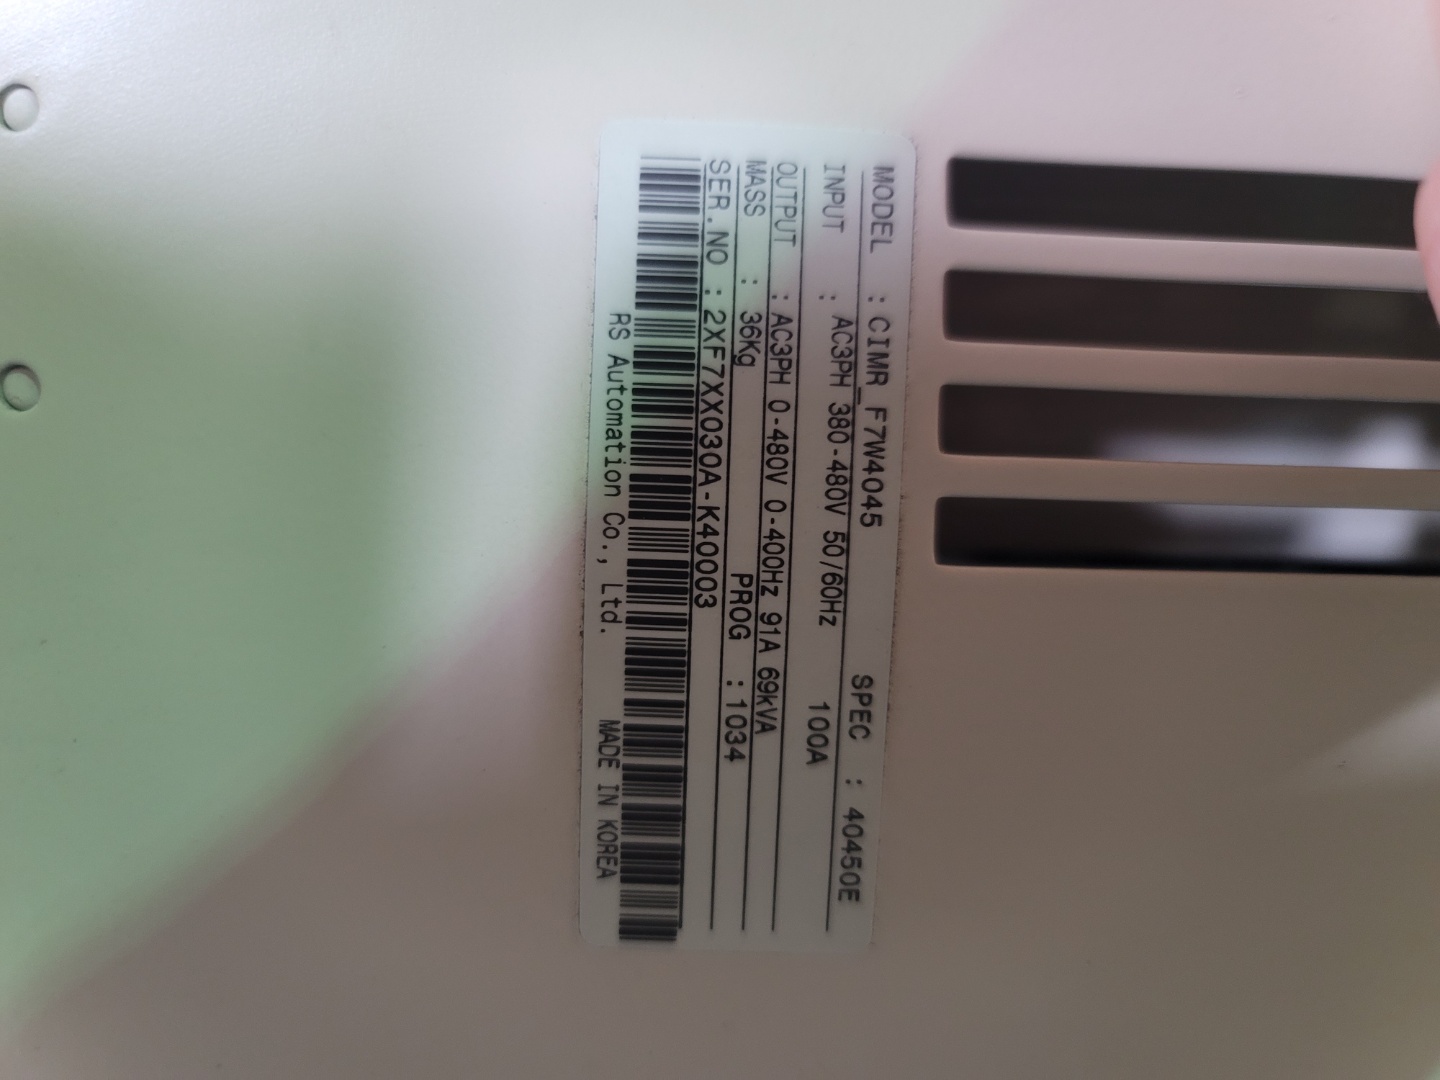 MODEL : CIMR_F7W4045 SPEC : 40450E
INPUT : AC3PH 380-480V 50/60Hz 100A
OUTPUT : AC3PH 0-480V 0-400Hz 91A 69kVA
MASS : 36Kg PROG : 1034
SER.NO : 2XF7XX030A-K40003
RS Automation Co., Ltd. MADE IN KOREA